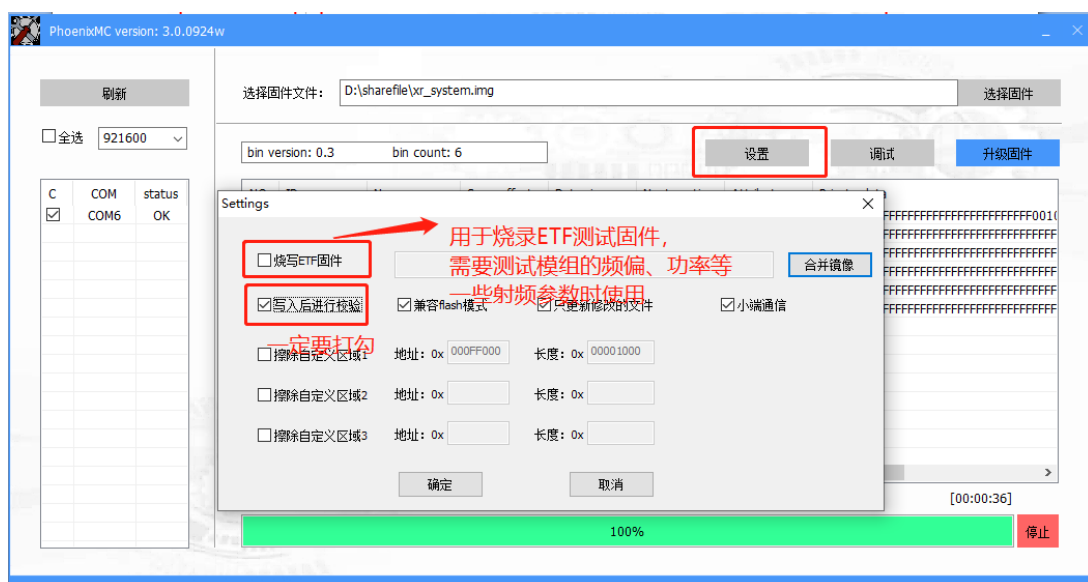 PhoenixMC version: 3.0.0924w
刷新
选择固件文件：
D:\sharefile\xr_system.img
选择固件
全选
921600
bin version: 0.3 bin count: 6
设置
调试
升级固件
C COM status
COM6 OK
Settings
FFFFFFFFFFFFFFFFFFFFFFFF001(
用于烧录ETF测试固件，
需要测试模组的频偏、功率等
一些射频参数时使用
烧写ETF固件
合并镜像
写入后进行校验
兼容flash模式
只更新修改的文件
小端通信
一定要打勾
擦除自定义区域1 地址：0x 000FF000 长度：0x 00001000
擦除自定义区域2 地址：0x 长度：0x
擦除自定义区域3 地址：0x 长度：0x
确定
取消
[00:00:36]
100%
停止